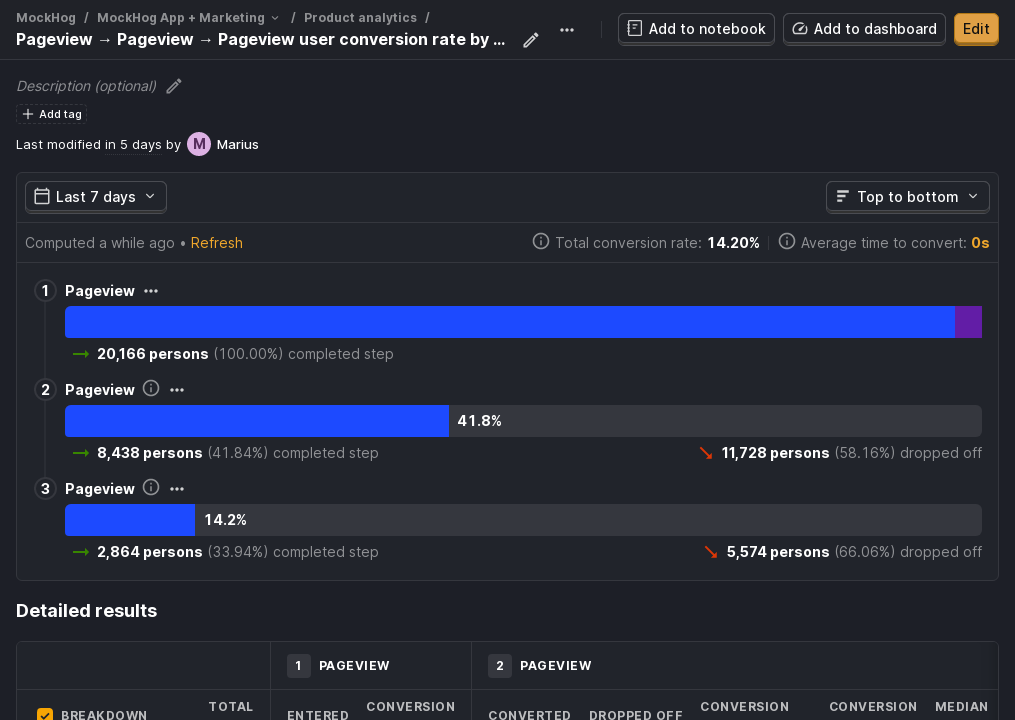 MockHog / MockHog App + Marketing / Product analytics /
Pageview → Pageview → Pageview user conversion rate by ...
Add to notebook
Add to dashboard
Edit
Description (optional)
Add tag
Last modified in 5 days by M Marius
Last 7 days
Top to bottom
Computed a while ago • Refresh
Total conversion rate: 14.20%
Average time to convert: 0s
1 Pageview
20,166 persons (100.00%) completed step
2 Pageview
41.8%
8,438 persons (41.84%) completed step
11,728 persons (58.16%) dropped off
3 Pageview
14.2%
2,864 persons (33.94%) completed step
5,574 persons (66.06%) dropped off
Detailed results
1 PAGEVIEW
2 PAGEVIEW
TOTAL
CONVERSION
CONVERSION
CONVERSION
MEDIAN
BREAKDOWN
ENTERED
CONVERTED
DROPPED OFF